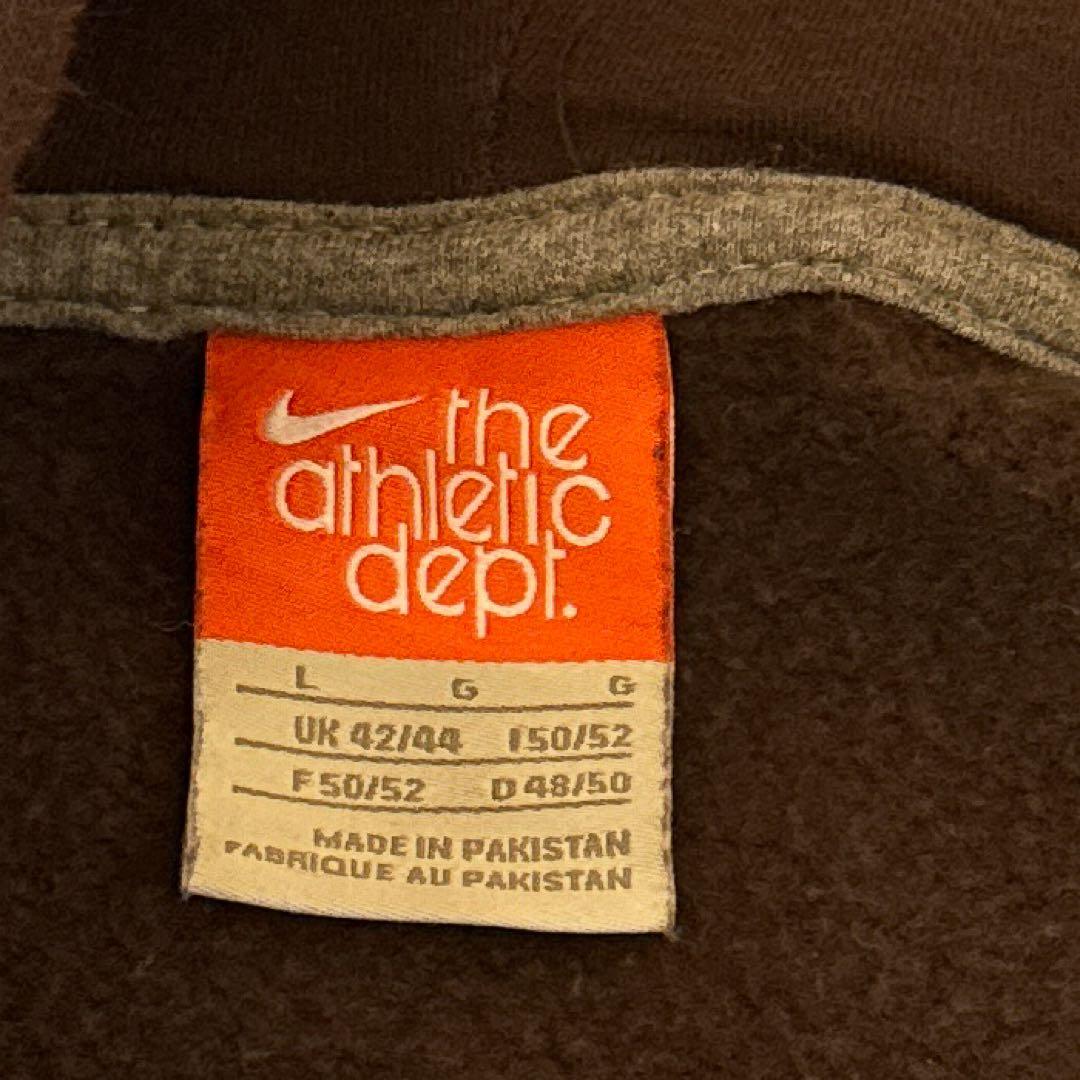 the
athletic
dept.
L G G
UK 42/44 I 50/52
F 50/52 D 48/50
MADE IN PAKISTAN
FABRIQUE AU PAKISTAN